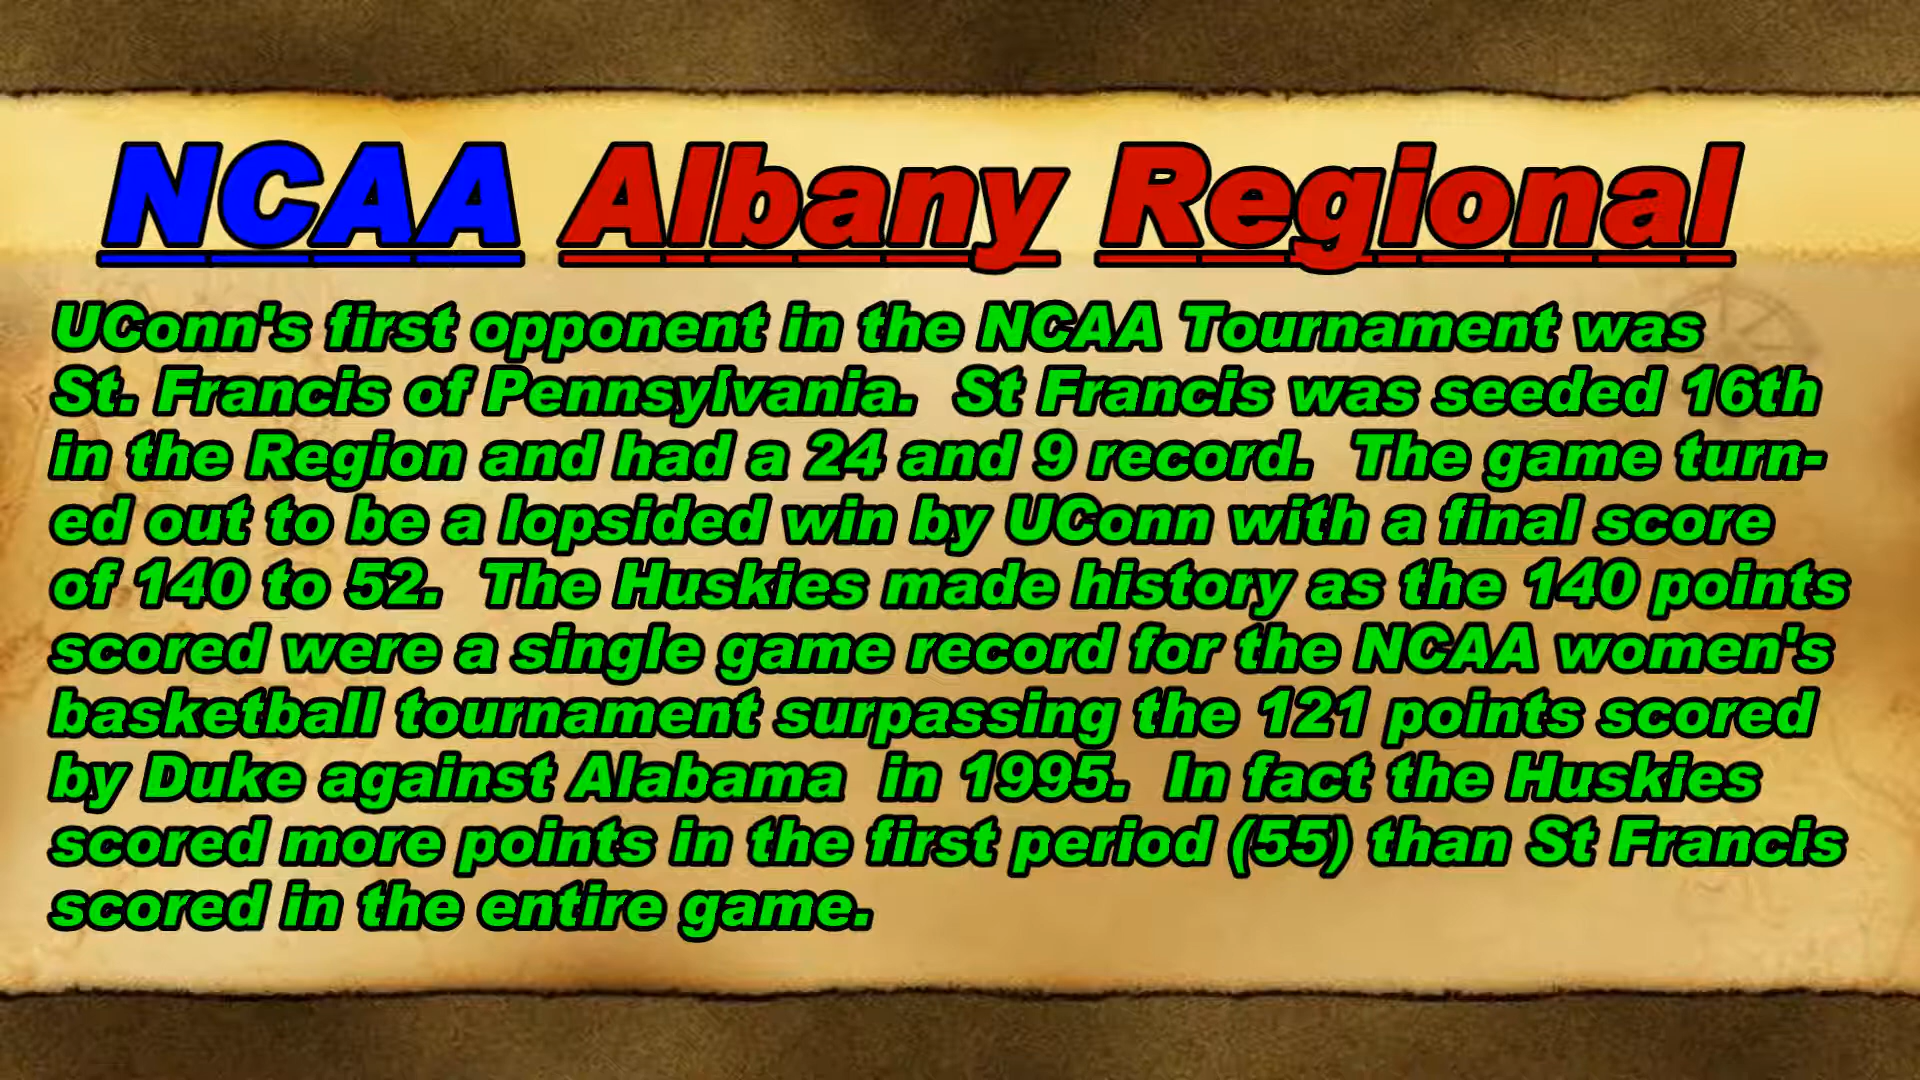 NCAA Albany Regional
UConn's first opponent in the NCAA Tournament was
St. Francis of Pennsylvania.  St Francis was seeded 16th
in the Region and had a 24 and 9 record.  The game turn-
ed out to be a lopsided win by UConn with a final score
of 140 to 52.  The Huskies made history as the 140 points
scored were a single game record for the NCAA women's
basketball tournament surpassing the 121 points scored
by Duke against Alabama  in 1995.  In fact the Huskies
scored more points in the first period (55) than St Francis
scored in the entire game.